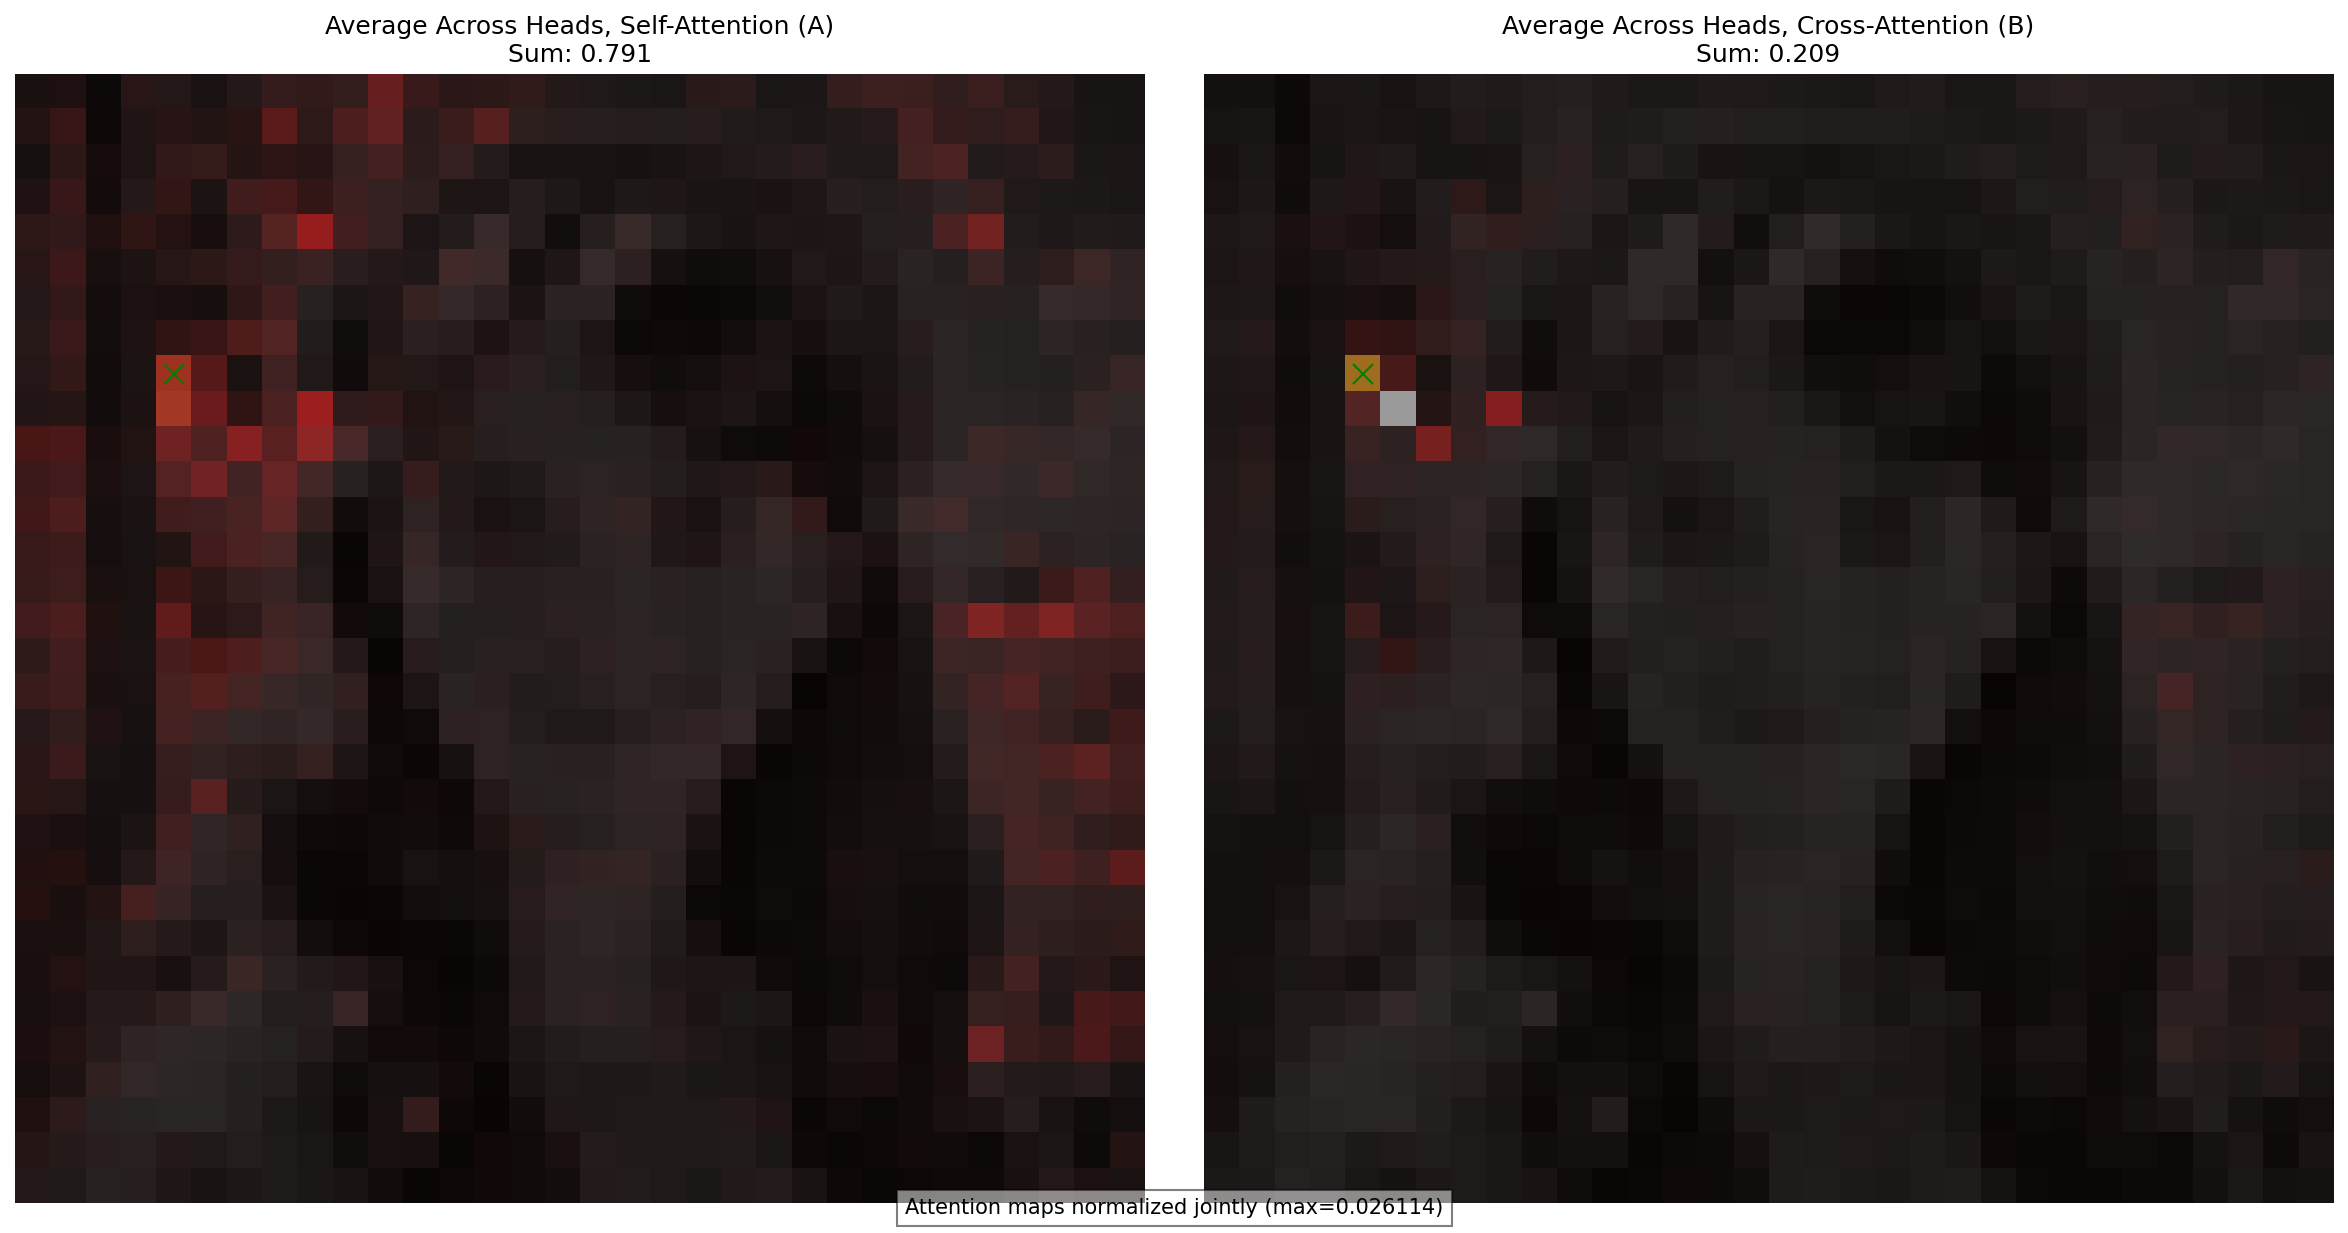 Average Across Heads, Self-Attention (A)
Sum: 0.791
Average Across Heads, Cross-Attention (B)
Sum: 0.209
Attention maps normalized jointly (max=0.026114)